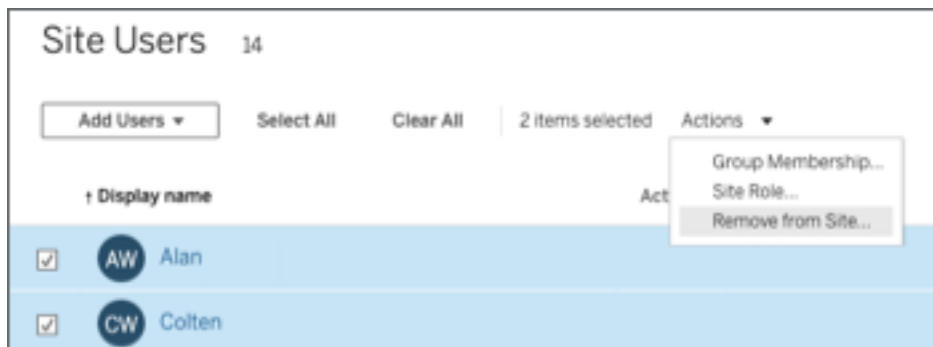 Site Users 14
Add Users Select All Clear All 2 items selected Actions
Group Membership...
Site Role...
Remove from Site...
↑ Display name Act
AW Alan
CW Colten